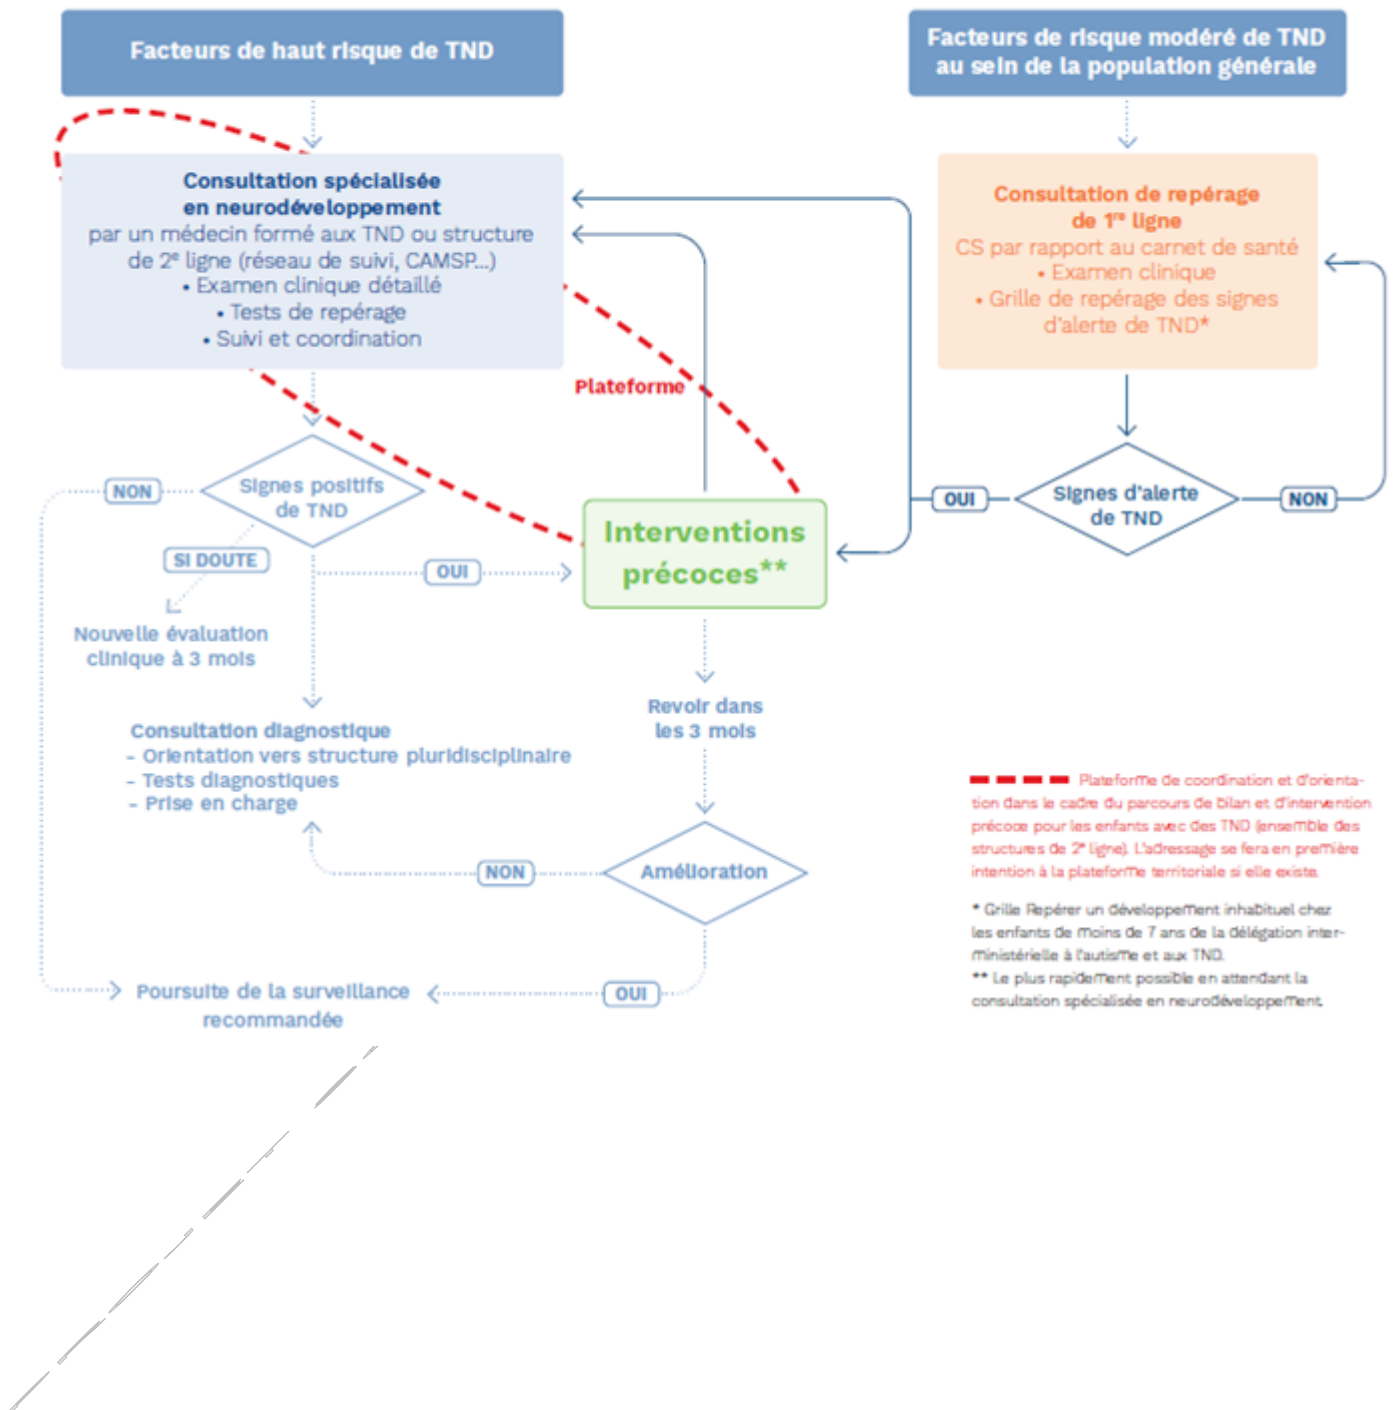 Facteurs de haut risque de TND
Facteurs de risque modéré de TND
au sein de la population générale
Consultation spécialisée
en neurodéveloppement
par un médecin formé aux TND ou structure
de 2e ligne (réseau de suivi, CAMSP...)
• Examen clinique détaillé
• Tests de repérage
• Suivi et coordination
Consultation de repérage
de 1re ligne
CS par rapport au carnet de santé
• Examen clinique
• Grille de repérage des signes
d'alerte de TND*
Plateforme
Signes positifs
de TND
NON
SI DOUTE
OUI
Nouvelle évaluation
clinique à 3 mois
Interventions
précoces**
OUI
Signes d'alerte
de TND
NON
Consultation diagnostique
- Orientation vers structure pluridisciplinaire
- Tests diagnostiques
- Prise en charge
Revoir dans
les 3 mois
Amélioration
NON
OUI
Poursuite de la surveillance
recommandée
Plateforme de coordination et d'orienta-
tion dans le cadre du parcours de bilan et d'intervention
précoce pour les enfants avec des TND (ensemble des
structures de 2e ligne). L'adressage se fera en première
intention à la plateforme territoriale si elle existe.
* Grille Repérer un développement inhabituel chez
les enfants de moins de 7 ans de la délégation inter-
ministérielle à l'autisme et aux TND.
** Le plus rapidement possible en attendant la
consultation spécialisée en neurodéveloppement.